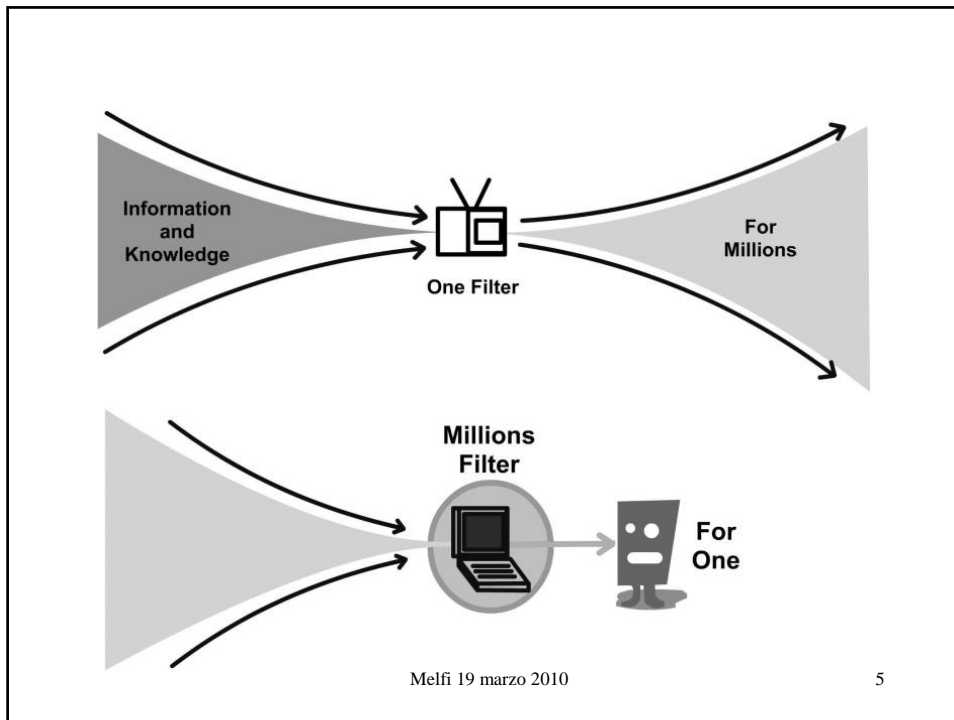 Information
and
Knowledge
One Filter
For
Millions
Millions
Filter
For
One
Melfi 19 marzo 2010
5